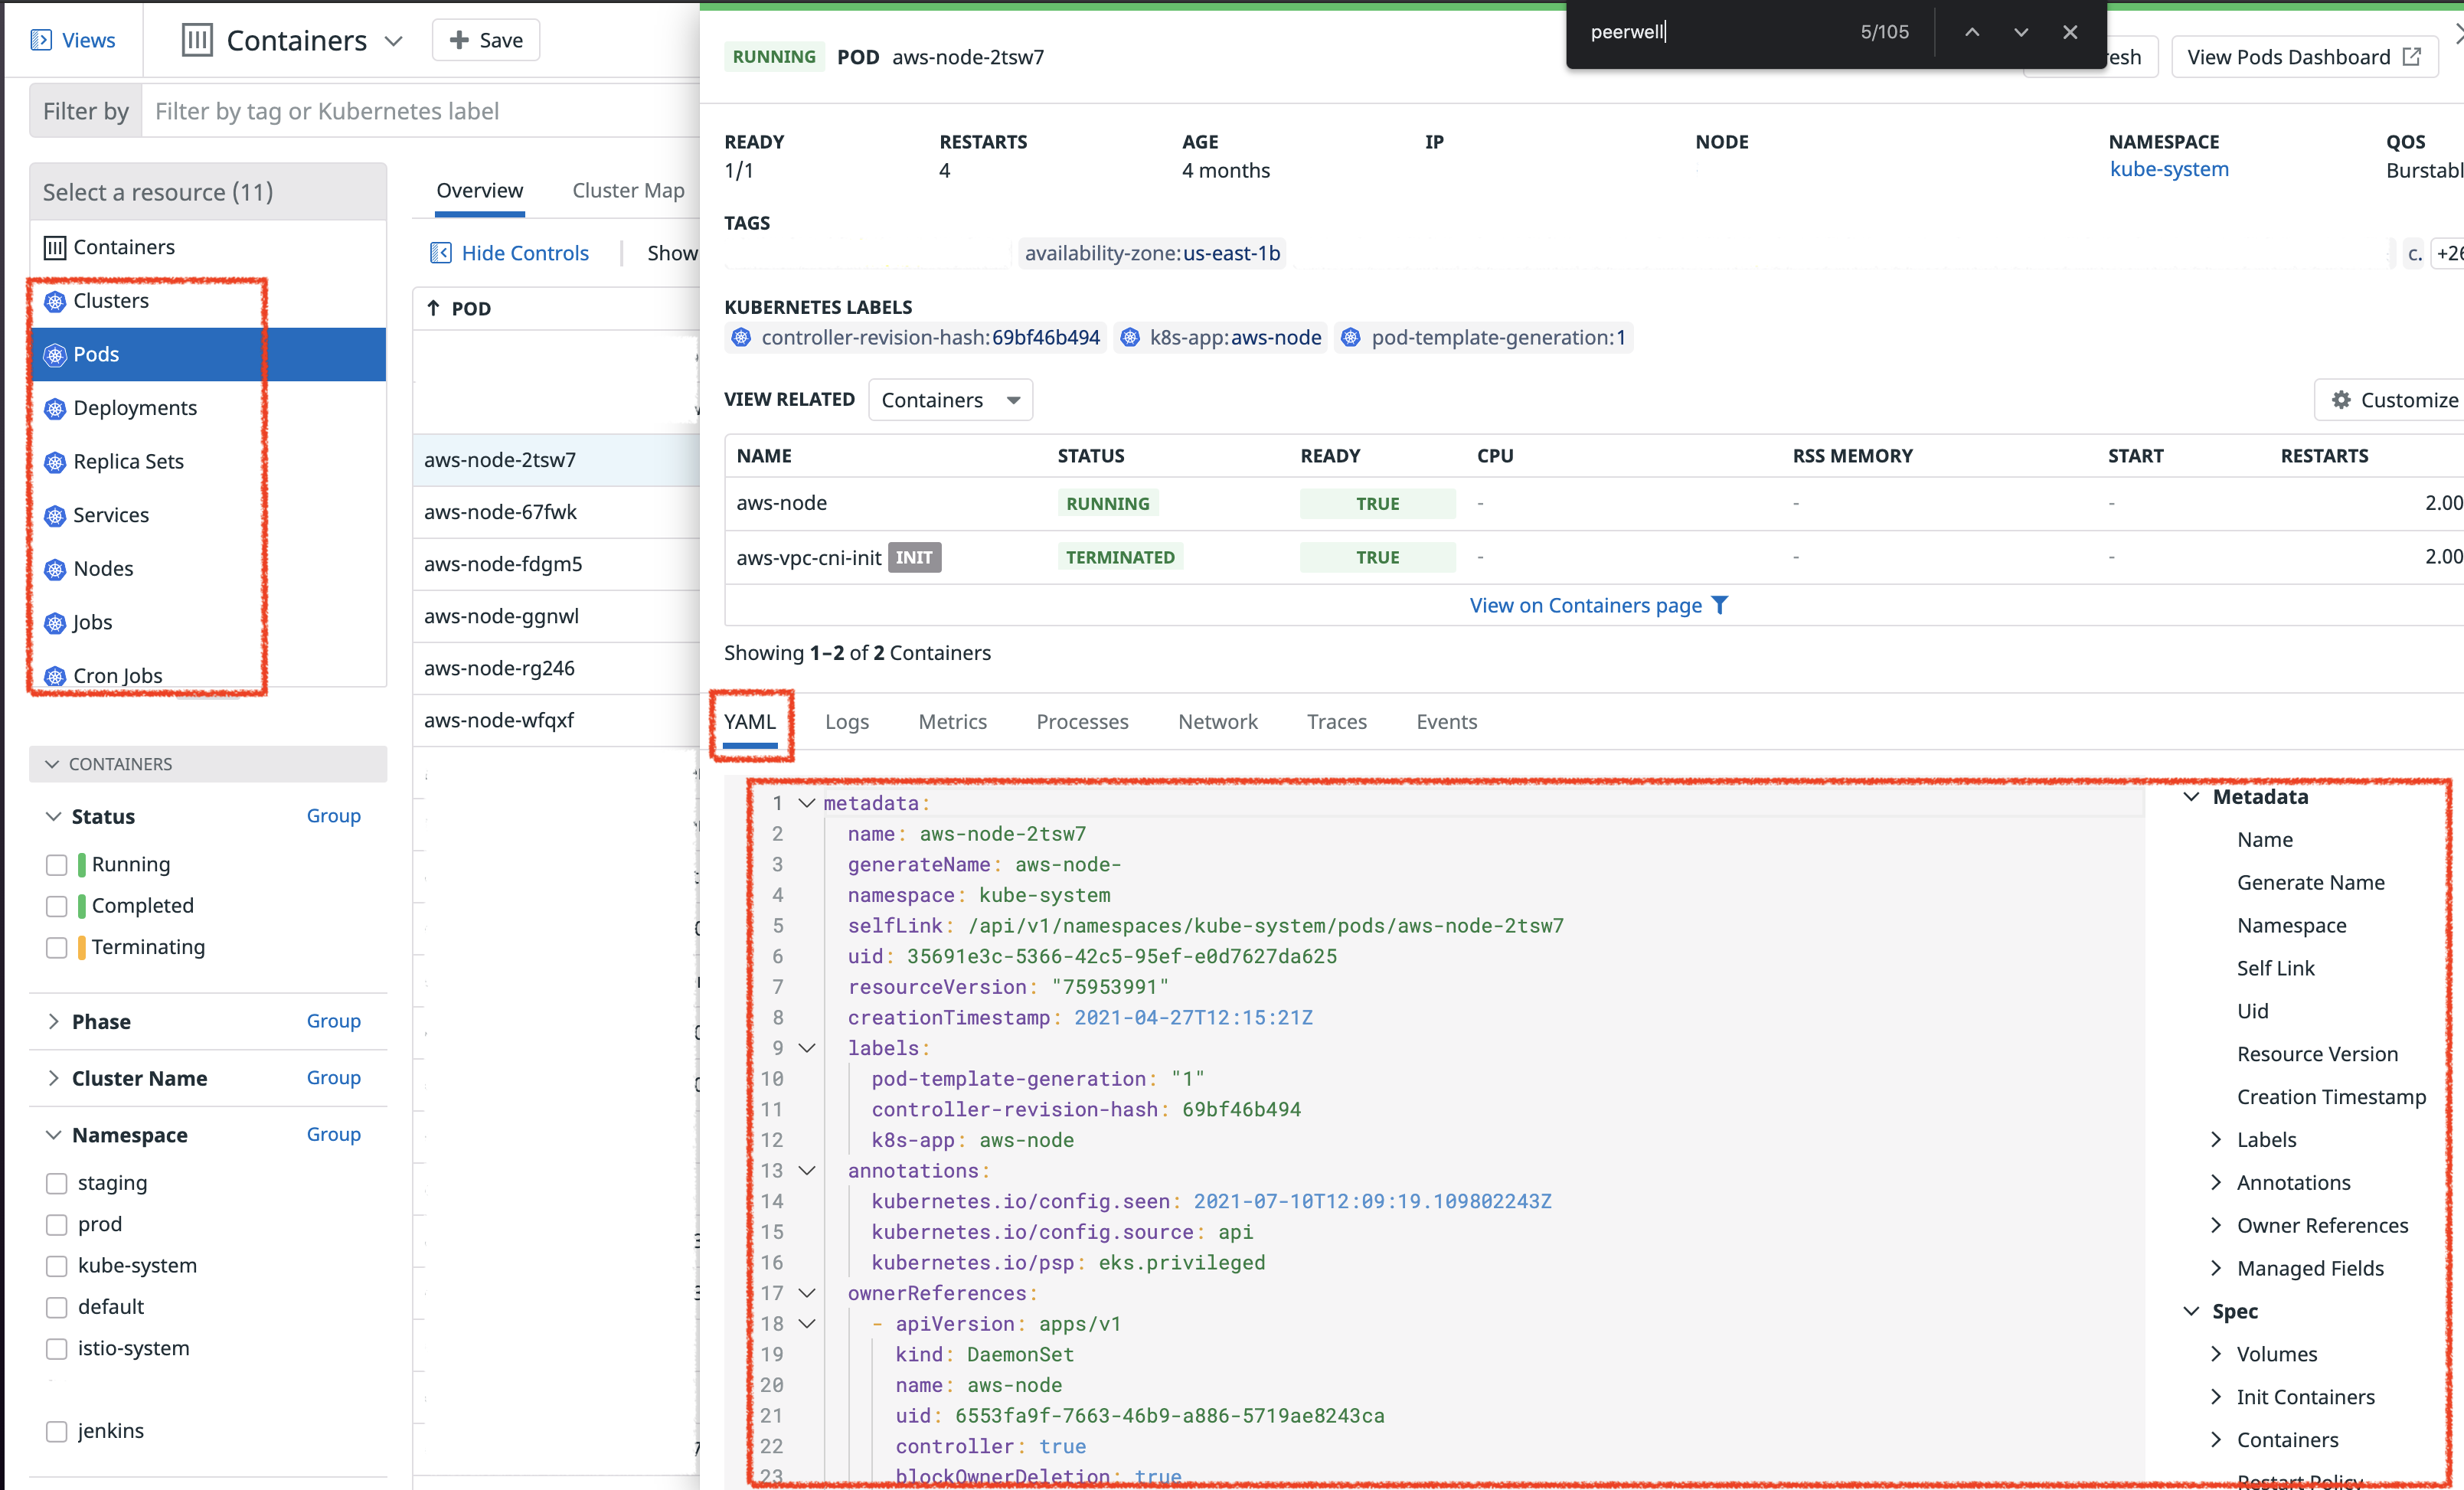 Views
Containers
Save
Filter by
Filter by tag or Kubernetes label
Select a resource (11)
Containers
Clusters
Pods
Deployments
Replica Sets
Services
Nodes
Jobs
Cron Jobs
CONTAINERS
Status Group
Running
Completed
Terminating
Phase Group
Cluster Name Group
Namespace Group
staging
prod
kube-system
default
istio-system
jenkins
Overview Cluster Map
Hide Controls Show
POD
aws-node-2tsw7
aws-node-67fwk
aws-node-fdgm5
aws-node-ggnwl
aws-node-rg246
aws-node-wfqxf
peerwell 5/105
RUNNING POD aws-node-2tsw7
View Pods Dashboard
READY RESTARTS AGE IP NODE NAMESPACE QOS
1/1 4 4 months kube-system Burstabl
TAGS
availability-zone:us-east-1b c. +26
KUBERNETES LABELS
controller-revision-hash:69bf46b494 k8s-app:aws-node pod-template-generation:1
VIEW RELATED Containers Customize
NAME STATUS READY CPU RSS MEMORY START RESTARTS
aws-node RUNNING TRUE - - - 2.00
aws-vpc-cni-init INIT TERMINATED TRUE - - - 2.00
View on Containers page
Showing 1–2 of 2 Containers
YAML Logs Metrics Processes Network Traces Events
1 metadata:
2 name: aws-node-2tsw7
3 generateName: aws-node-
4 namespace: kube-system
5 selfLink: /api/v1/namespaces/kube-system/pods/aws-node-2tsw7
6 uid: 35691e3c-5366-42c5-95ef-e0d7627da625
7 resourceVersion: "75953991"
8 creationTimestamp: 2021-04-27T12:15:21Z
9 labels:
10 pod-template-generation: "1"
11 controller-revision-hash: 69bf46b494
12 k8s-app: aws-node
13 annotations:
14 kubernetes.io/config.seen: 2021-07-10T12:09:19.109802243Z
15 kubernetes.io/config.source: api
16 kubernetes.io/psp: eks.privileged
17 ownerReferences:
18 - apiVersion: apps/v1
19 kind: DaemonSet
20 name: aws-node
21 uid: 6553fa9f-7663-46b9-a886-5719ae8243ca
22 controller: true
23 blockOwnerDeletion: true
Metadata
Name
Generate Name
Namespace
Self Link
Uid
Resource Version
Creation Timestamp
Labels
Annotations
Owner References
Managed Fields
Spec
Volumes
Init Containers
Containers
Restart Policy